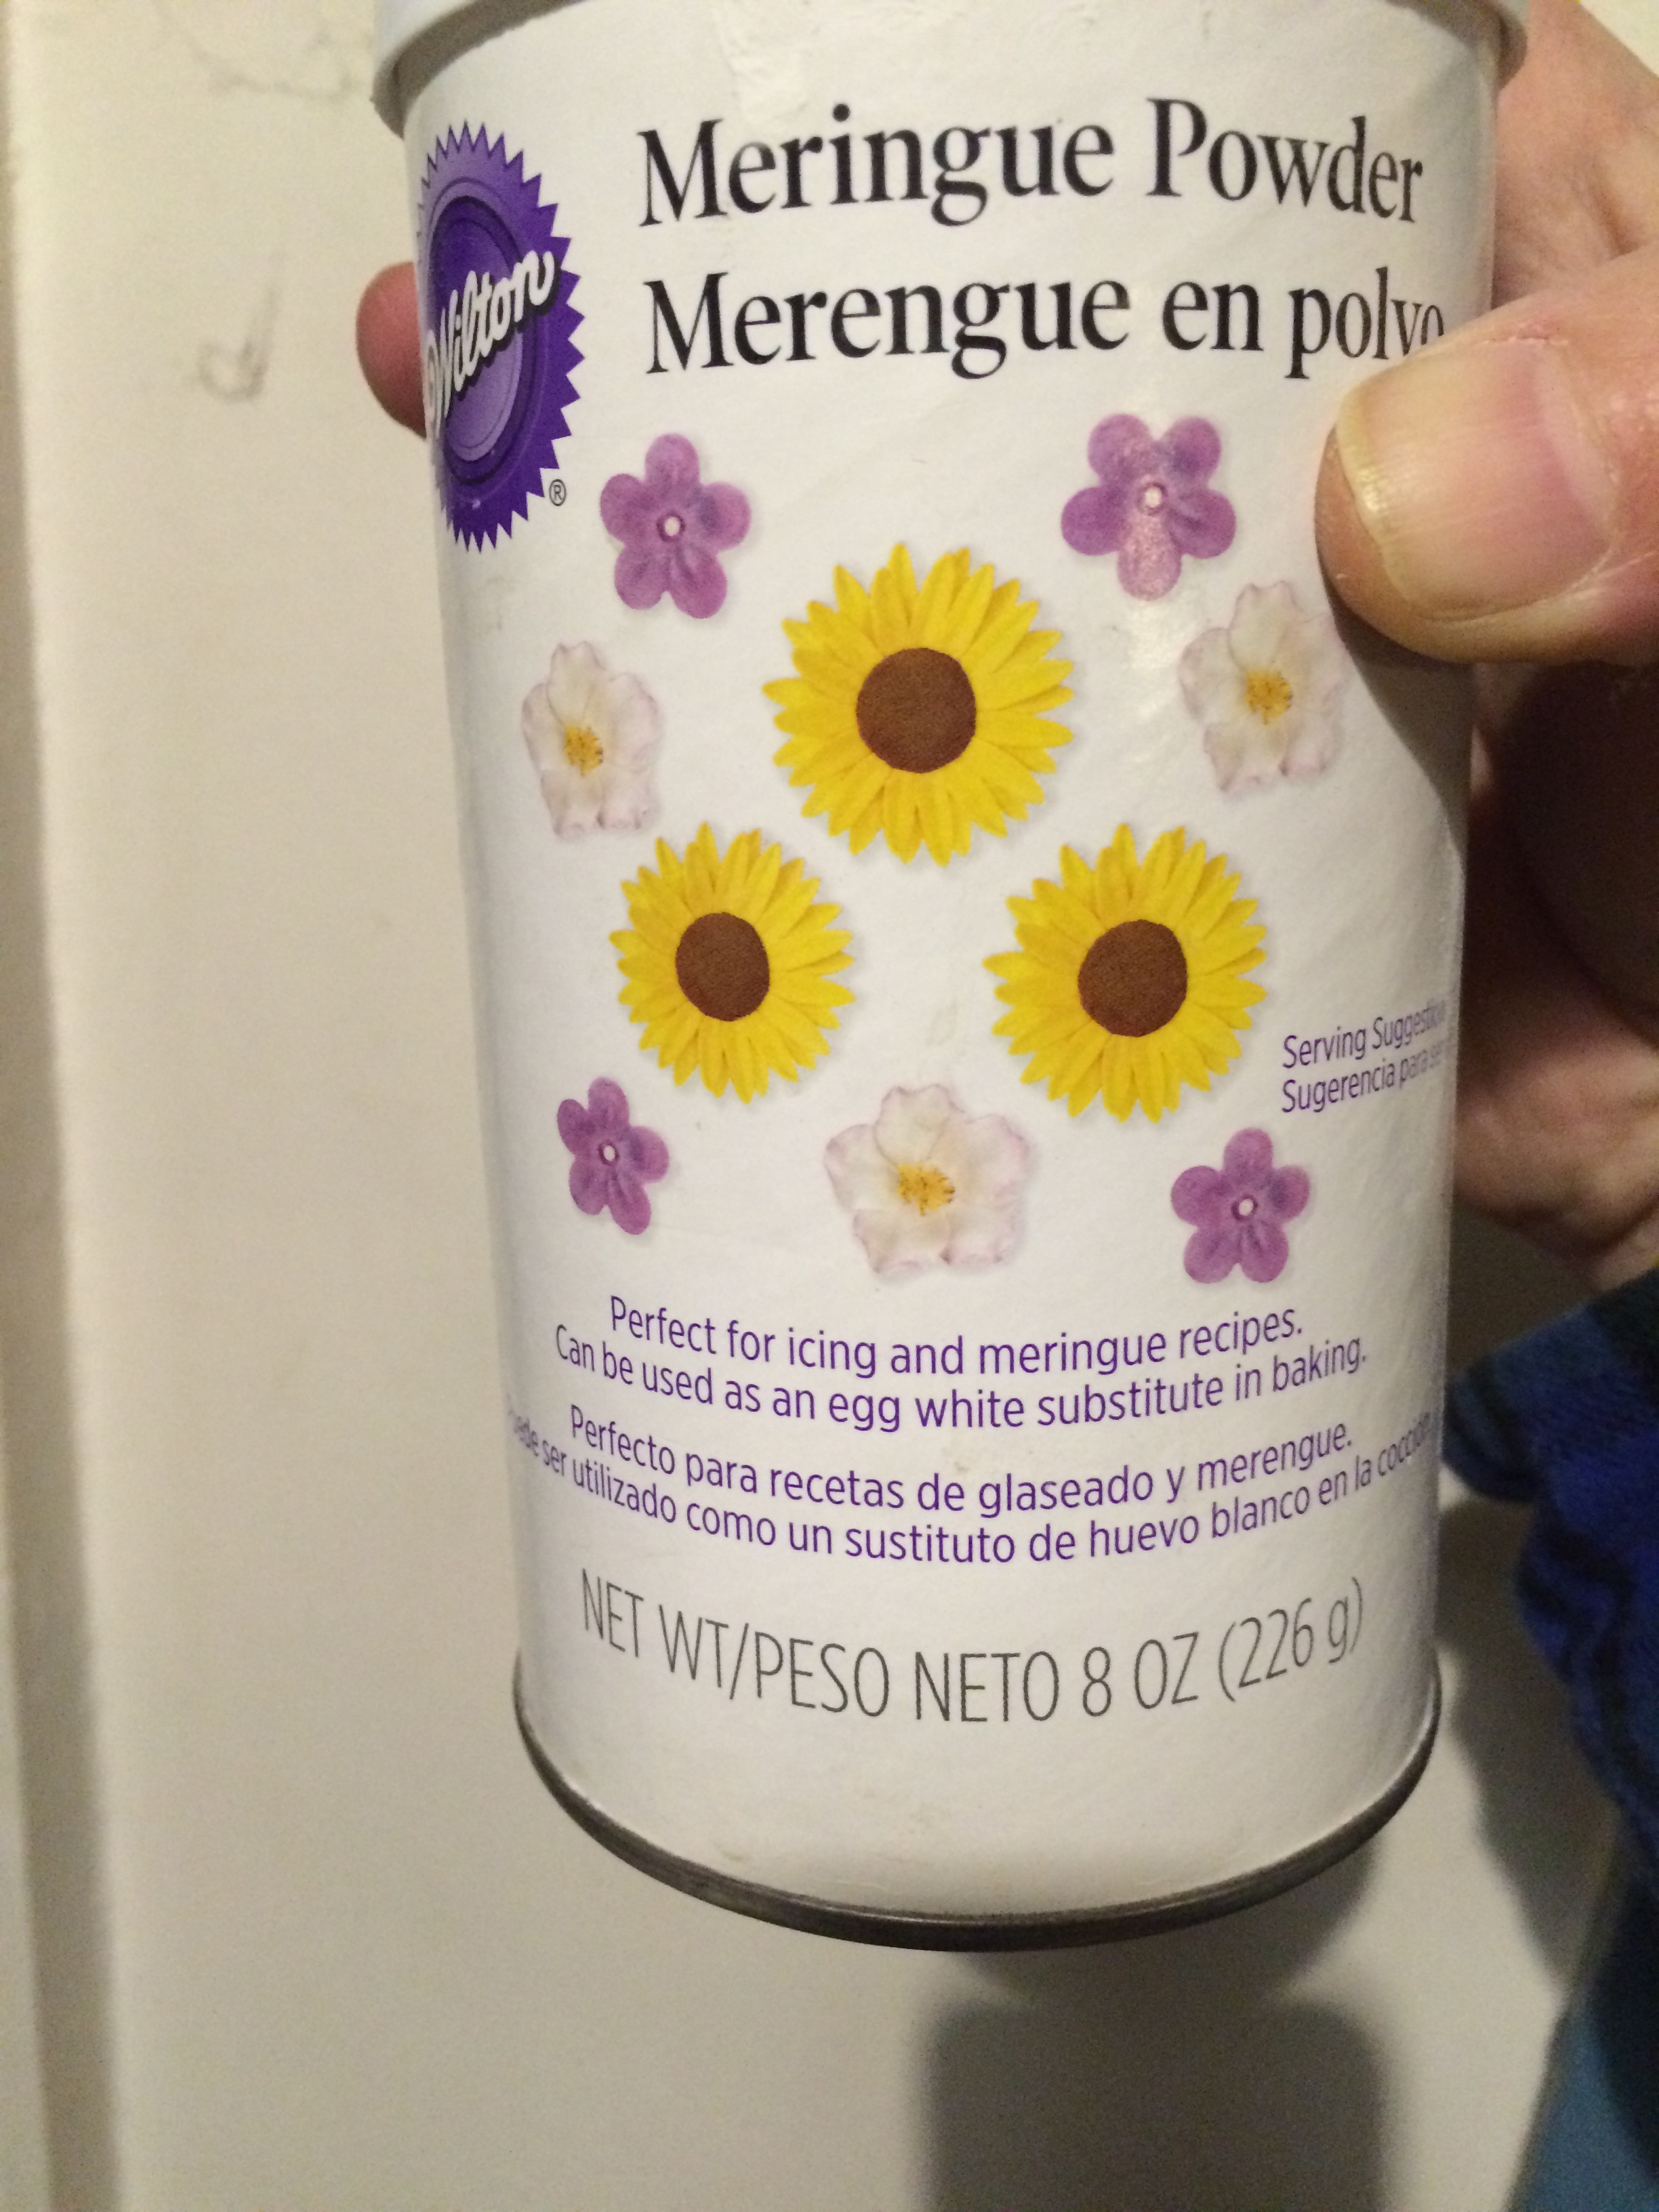 Wilton
®
Meringue Powder
Merengue en polvo
Serving Suggestion
Sugerencia para
Perfect for icing and meringue recipes.
Can be used as an egg white substitute in baking.
Perfecto para recetas de glaseado y merengue.
Puede ser utilizado como un sustituto de huevo blanco en la cocción
NET WT/PESO NETO 8 OZ (226 g)